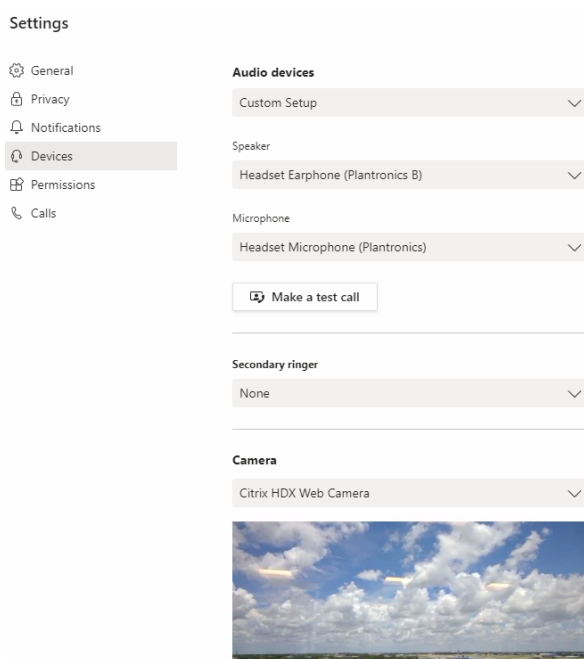 Settings
General
Privacy
Notifications
Devices
Permissions
Calls
Audio devices
Custom Setup
Speaker
Headset Earphone (Plantronics B)
Microphone
Headset Microphone (Plantronics)
Make a test call
Secondary ringer
None
Camera
Citrix HDX Web Camera